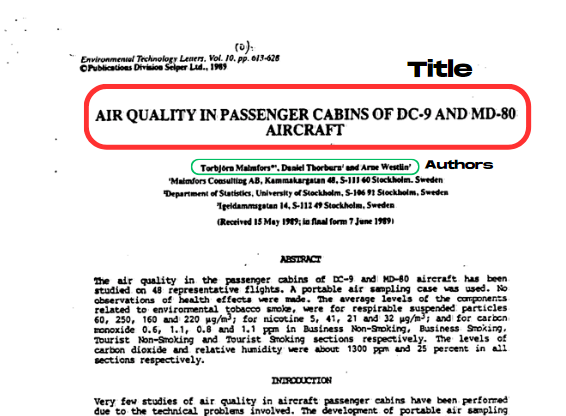 (0):
Environmental Technology Letters, Vol. 10, pp. 613-628
©Publications Division Selper Ltd., 1989
Title
AIR QUALITY IN PASSENGER CABINS OF DC-9 AND MD-80
AIRCRAFT
Torbjörn Malmfors*¹, Daniel Thorburn² and Arne Westlin³
Authors
¹Malmfors Consulting AB, Kammakargatan 48, S-111 60 Stockholm, Sweden
²Department of Statistics, University of Stockholm, S-106 91 Stockholm, Sweden
³Igeldammsgatan 14, S-112 49 Stockholm, Sweden
(Received 15 May 1989; in final form 7 June 1989)
ABSTRACT
The air quality in the passenger cabins of DC-9 and MD-80 aircraft has been
studied on 48 representative flights. A portable air sampling case was used. No
observations of health effects were made. The average levels of the components
related to environmental tobacco smoke, were for respirable suspended particles
60, 250, 160 and 220 µg/m³; for nicotine 5, 41, 21 and 32 µg/m³; and for carbon
monoxide 0.6, 1.1, 0.8 and 1.1 ppm in Business Non-Smoking, Business Smoking,
Tourist Non-Smoking and Tourist Smoking sections respectively. The levels of
carbon dioxide and relative humidity were about 1300 ppm and 25 percent in all
sections respectively.
INTRODUCTION
Very few studies of air quality in aircraft passenger cabins have been performed
due to the technical problems involved. The development of portable air sampling